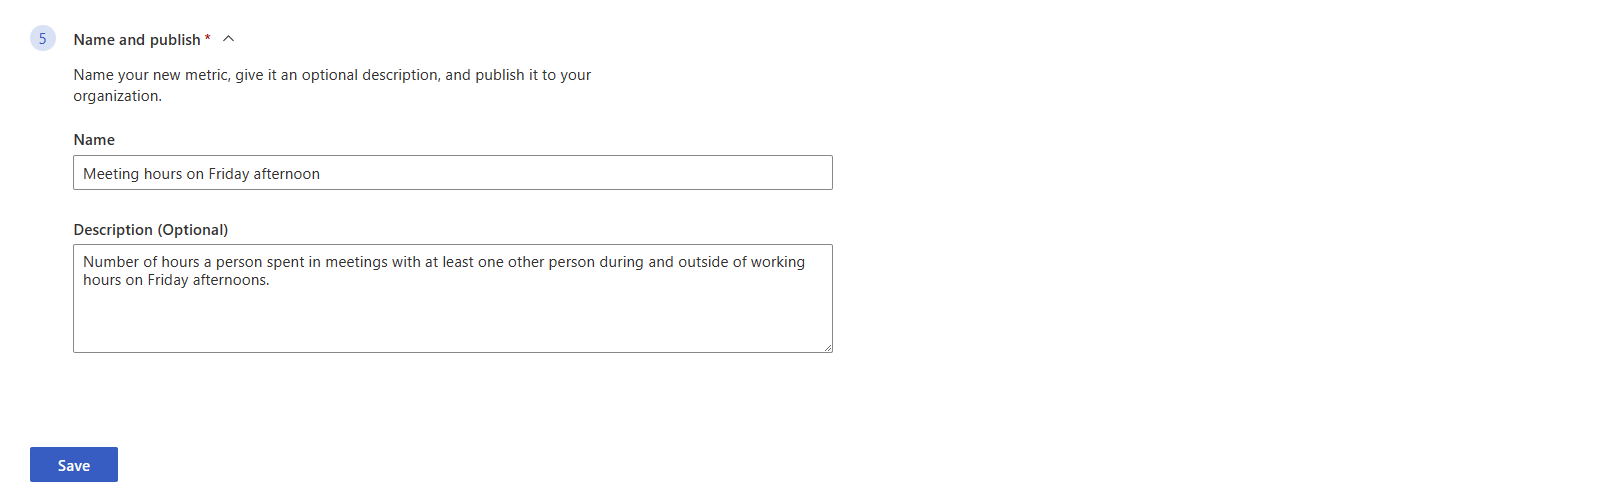 5
Name and publish *
Name your new metric, give it an optional description, and publish it to your
organization.
Name
Meeting hours on Friday afternoon
Description (Optional)
Number of hours a person spent in meetings with at least one other person during and outside of working
hours on Friday afternoons.
Save